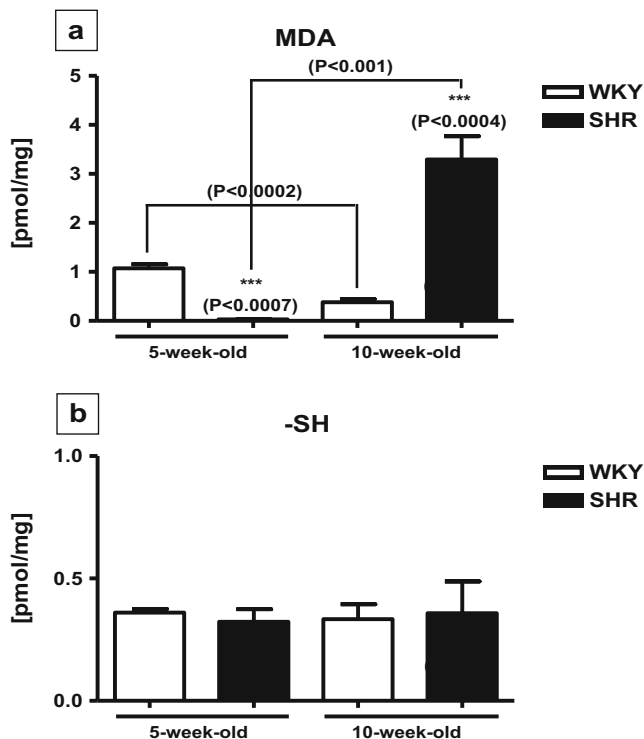 a
MDA
(P<0.001)
5
4
3
2
1
0
[pmol/mg]
***
(P<0.0004)
(P<0.0002)
***
(P<0.0007)
WKY
SHR
5-week-old
10-week-old
b
-SH
1.0
0.5
0.0
[pmol/mg]
WKY
SHR
5-week-old
10-week-old